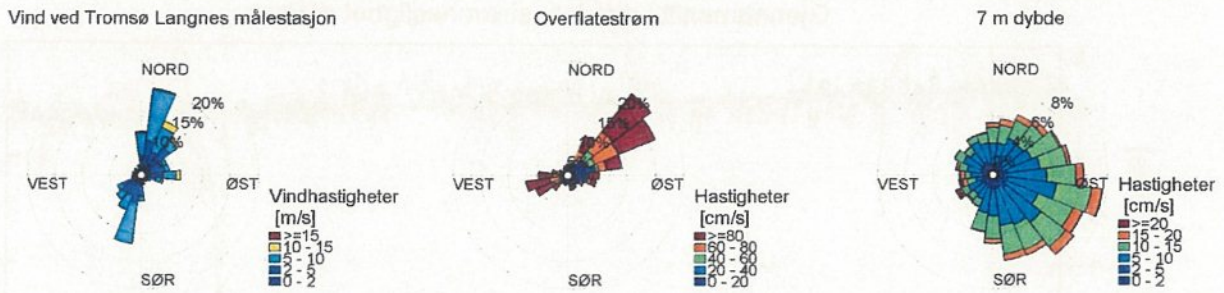 Vind ved Tromsø Langnes målestasjon
NORD
20%
15%
10%
VEST
ØST
SØR
Vindhastigheter
[m/s]
>=15
10 - 15
5 - 10
2 - 5
0 - 2
Overflatestrøm
NORD
20%
15%
10%
VEST
ØST
SØR
Hastigheter
[cm/s]
>=80
60 - 80
40 - 60
20 - 40
0 - 20
7 m dybde
NORD
8%
6%
4%
VEST
ØST
SØR
Hastigheter
[cm/s]
>=20
15 - 20
10 - 15
5 - 10
2 - 5
0 - 2